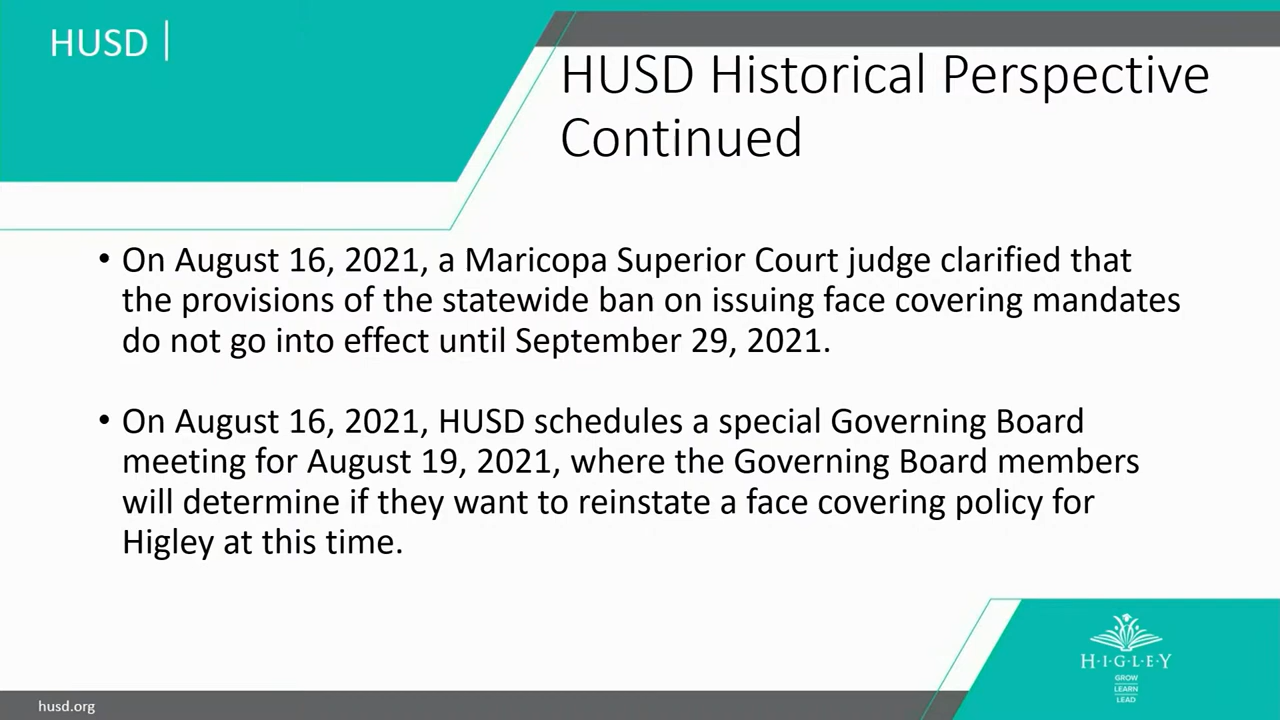 HUSD |
HUSD Historical Perspective
Continued
• On August 16, 2021, a Maricopa Superior Court judge clarified that
the provisions of the statewide ban on issuing face covering mandates
do not go into effect until September 29, 2021.
• On August 16, 2021, HUSD schedules a special Governing Board
meeting for August 19, 2021, where the Governing Board members
will determine if they want to reinstate a face covering policy for
Higley at this time.
H·I·G·L·E·Y
GROW
LEARN
LEAD
husd.org